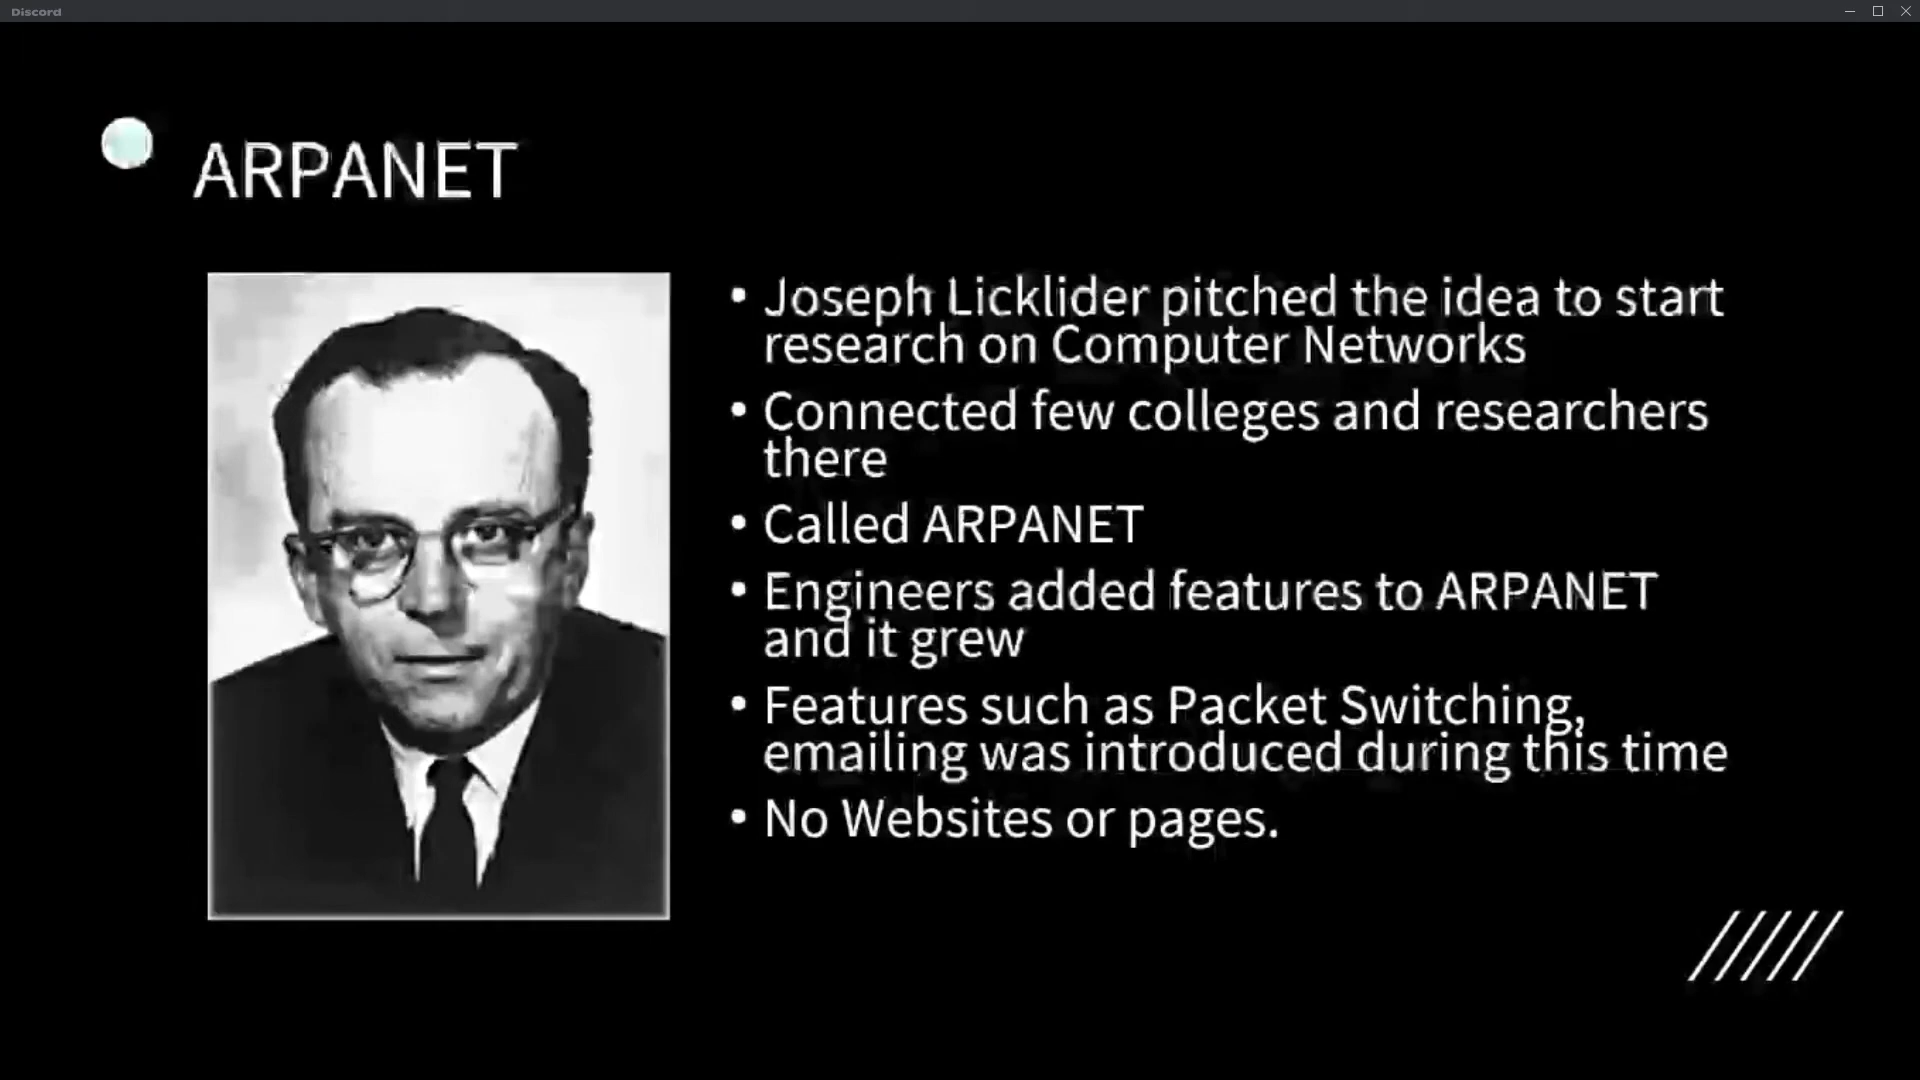 Discord
ARPANET
• Joseph Licklider pitched the idea to start
research on Computer Networks
• Connected few colleges and researchers
there
• Called ARPANET
• Engineers added features to ARPANET
and it grew
• Features such as Packet Switching,
emailing was introduced during this time
• No Websites or pages.